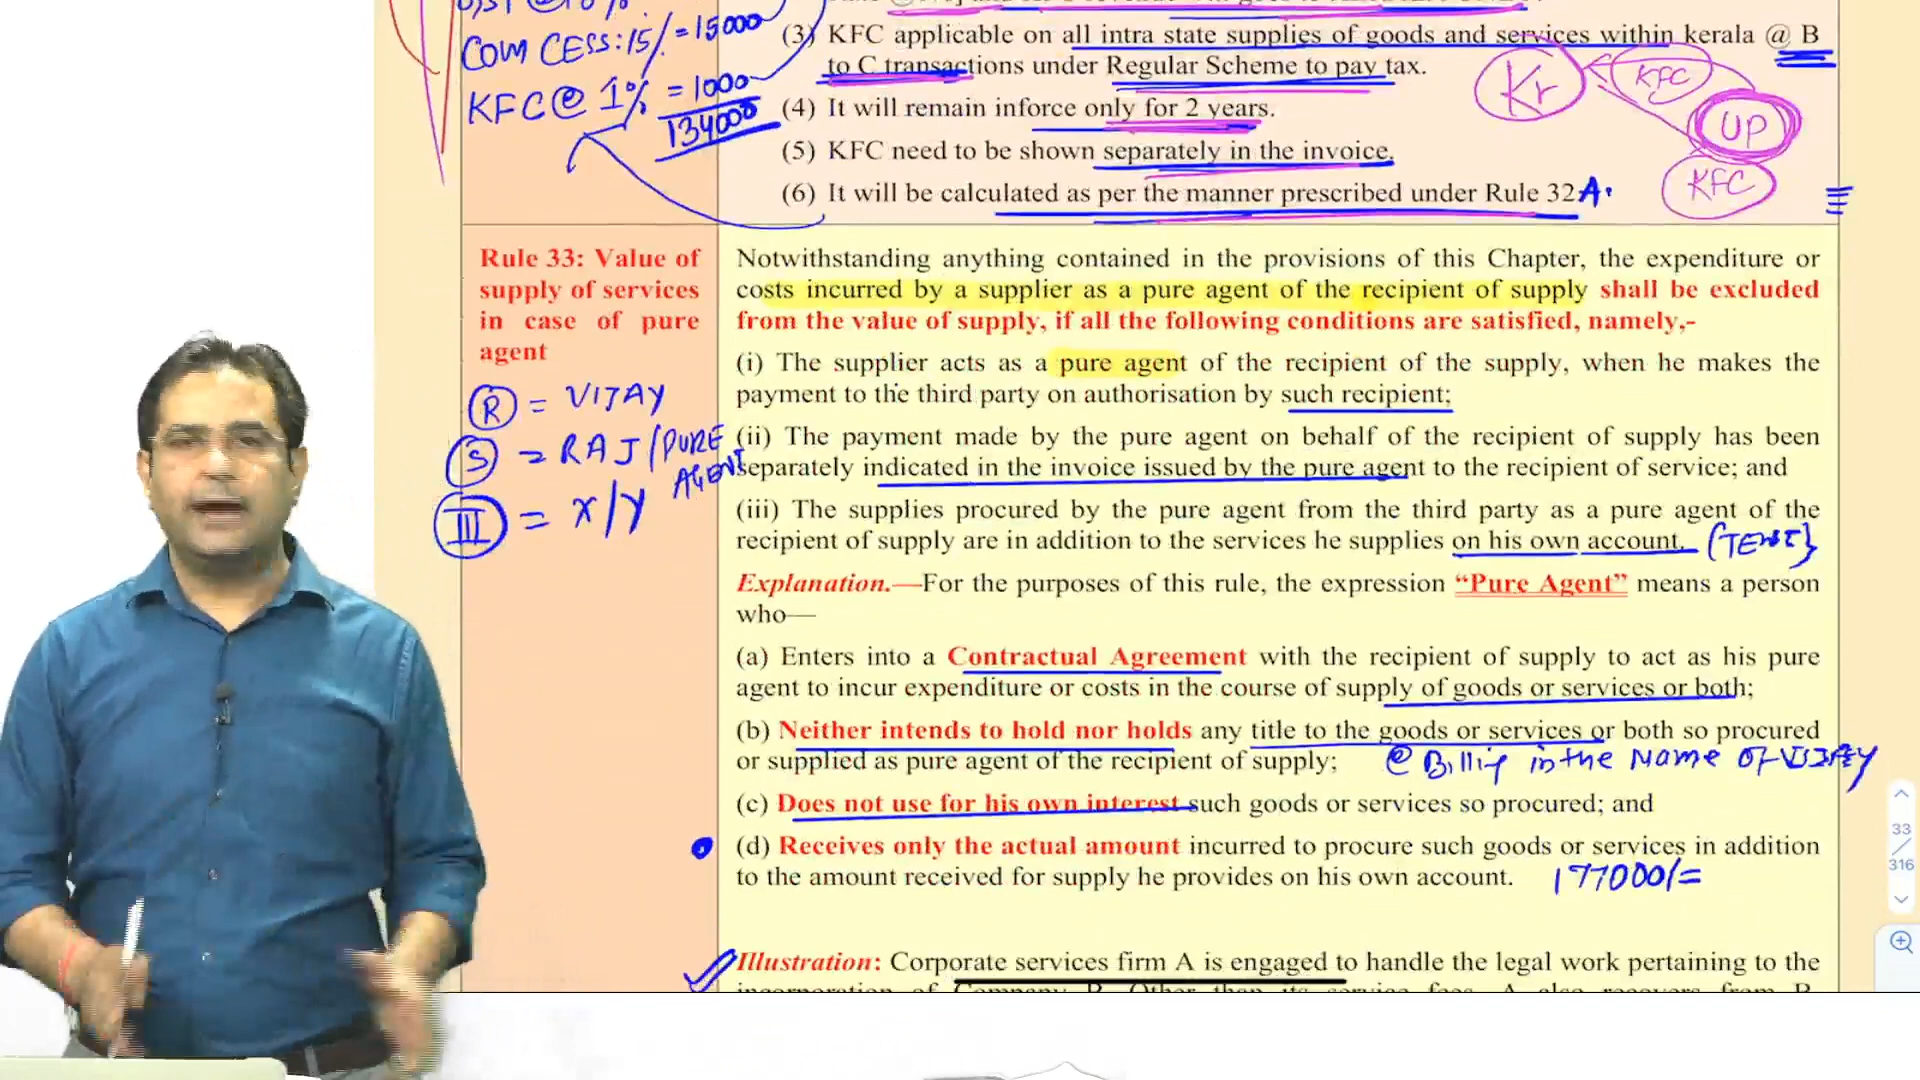 COM CESS:15/.=15000
KFC@ 1% = 1000
134000
(3) KFC applicable on all intra state supplies of goods and services within kerala @ B
to C transactions under Regular Scheme to pay tax.
(4) It will remain inforce only for 2 years.
(5) KFC need to be shown separately in the invoice.
(6) It will be calculated as per the manner prescribed under Rule 32A.
Kr
KFC
UP
KFC
Rule 33: Value of
supply of services
in case of pure
agent
R = VIJAY
S = RAJ/PURE
AGENT
III = X/Y
Notwithstanding anything contained in the provisions of this Chapter, the expenditure or
costs incurred by a supplier as a pure agent of the recipient of supply shall be excluded
from the value of supply, if all the following conditions are satisfied, namely,-
(i) The supplier acts as a pure agent of the recipient of the supply, when he makes the
payment to the third party on authorisation by such recipient;
(ii) The payment made by the pure agent on behalf of the recipient of supply has been
separately indicated in the invoice issued by the pure agent to the recipient of service; and
(iii) The supplies procured by the pure agent from the third party as a pure agent of the
recipient of supply are in addition to the services he supplies on his own account. (TENT)
Explanation.—For the purposes of this rule, the expression “Pure Agent” means a person
who—
(a) Enters into a Contractual Agreement with the recipient of supply to act as his pure
agent to incur expenditure or costs in the course of supply of goods or services or both;
(b) Neither intends to hold nor holds any title to the goods or services or both so procured
or supplied as pure agent of the recipient of supply; @ Billing in the Name of VIJAY
(c) Does not use for his own interest such goods or services so procured; and
(d) Receives only the actual amount incurred to procure such goods or services in addition
to the amount received for supply he provides on his own account. 177000/=
Illustration: Corporate services firm A is engaged to handle the legal work pertaining to the
33
/
316